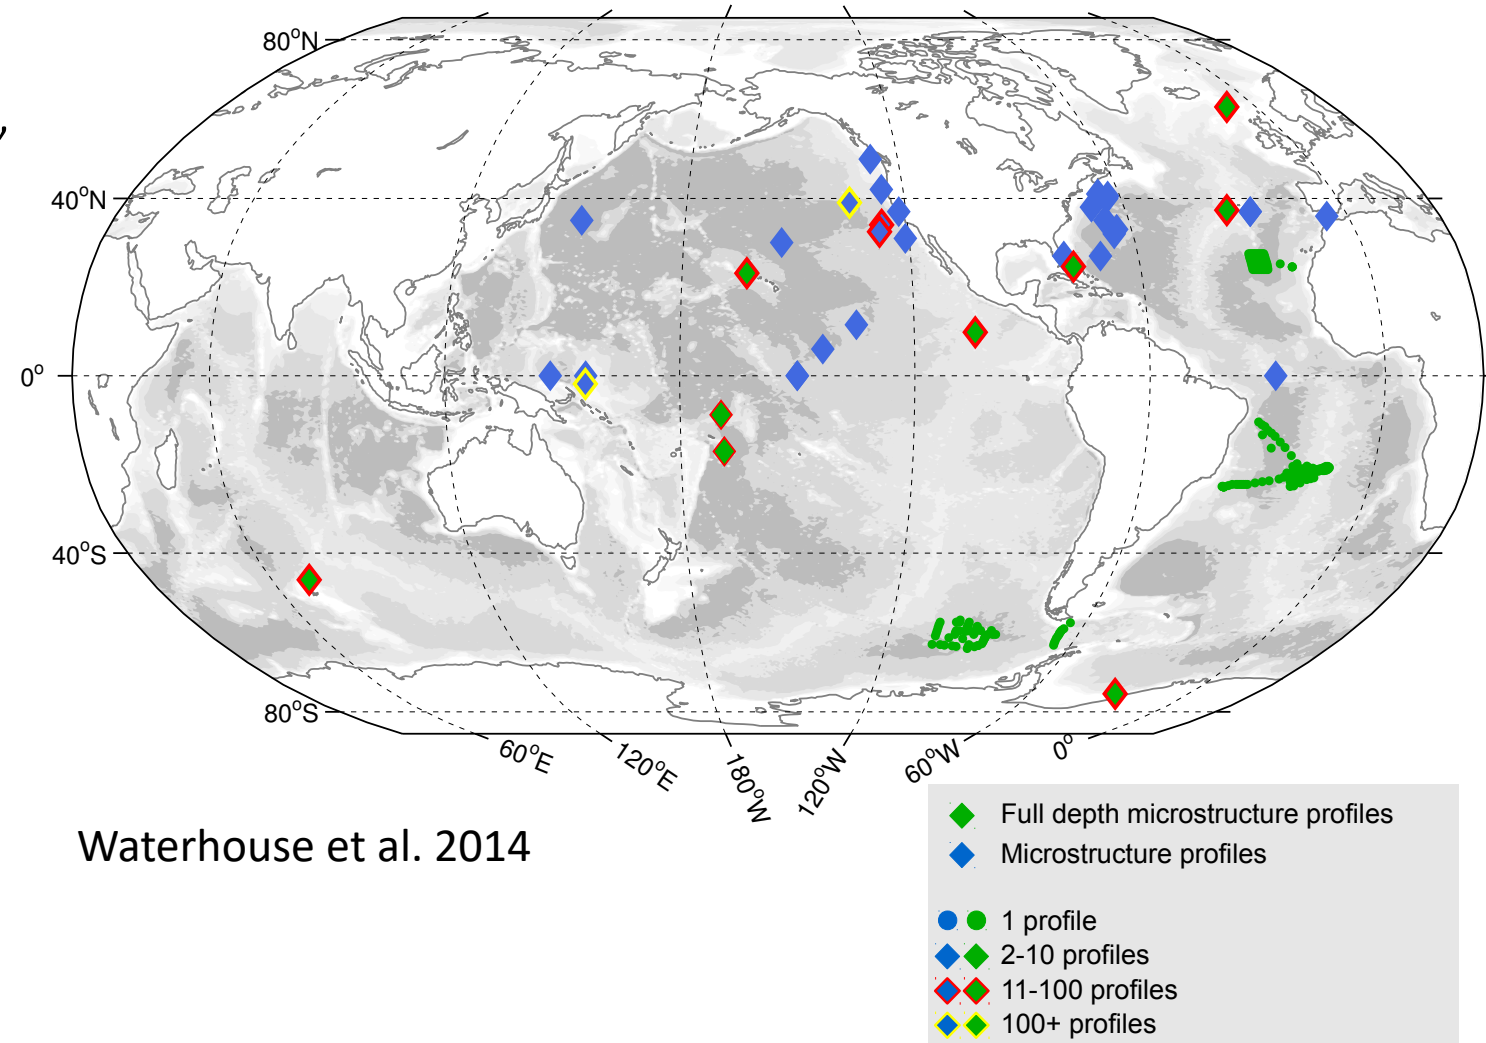 ,
80°N
40°N
0°
40°S
80°S
60°E
120°E
180°W
120°W
60°W
0°
Waterhouse et al. 2014
Full depth microstructure profiles
Microstructure profiles
1 profile
2-10 profiles
11-100 profiles
100+ profiles